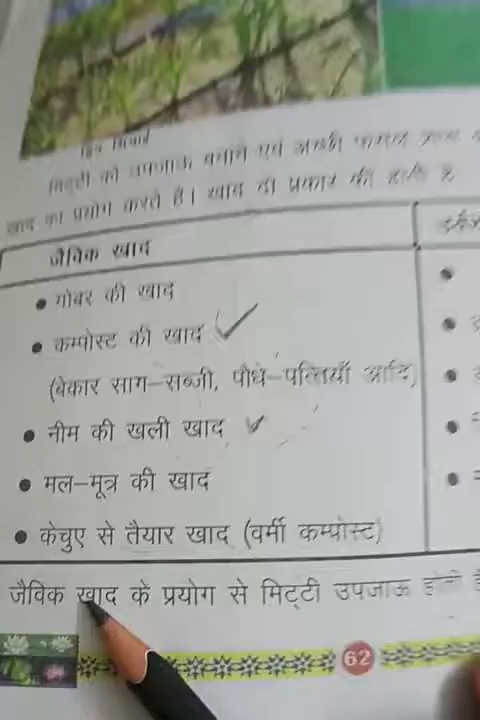 मिट्टी को उपजाऊ बनाने एवं अच्छी फसल
खाद का प्रयोग करते हैं। खाद दो प्रकार की होती है
जैविक खाद
• गोबर की खाद
• कम्पोस्ट की खाद
(बेकार साग-सब्जी, पौधे-पत्तियाँ आदि)
• नीम की खली खाद
• मल-मूत्र की खाद
• केचुए से तैयार खाद (वर्मी कम्पोस्ट)
जैविक खाद के प्रयोग से मिट्टी उपजाऊ होती है
62